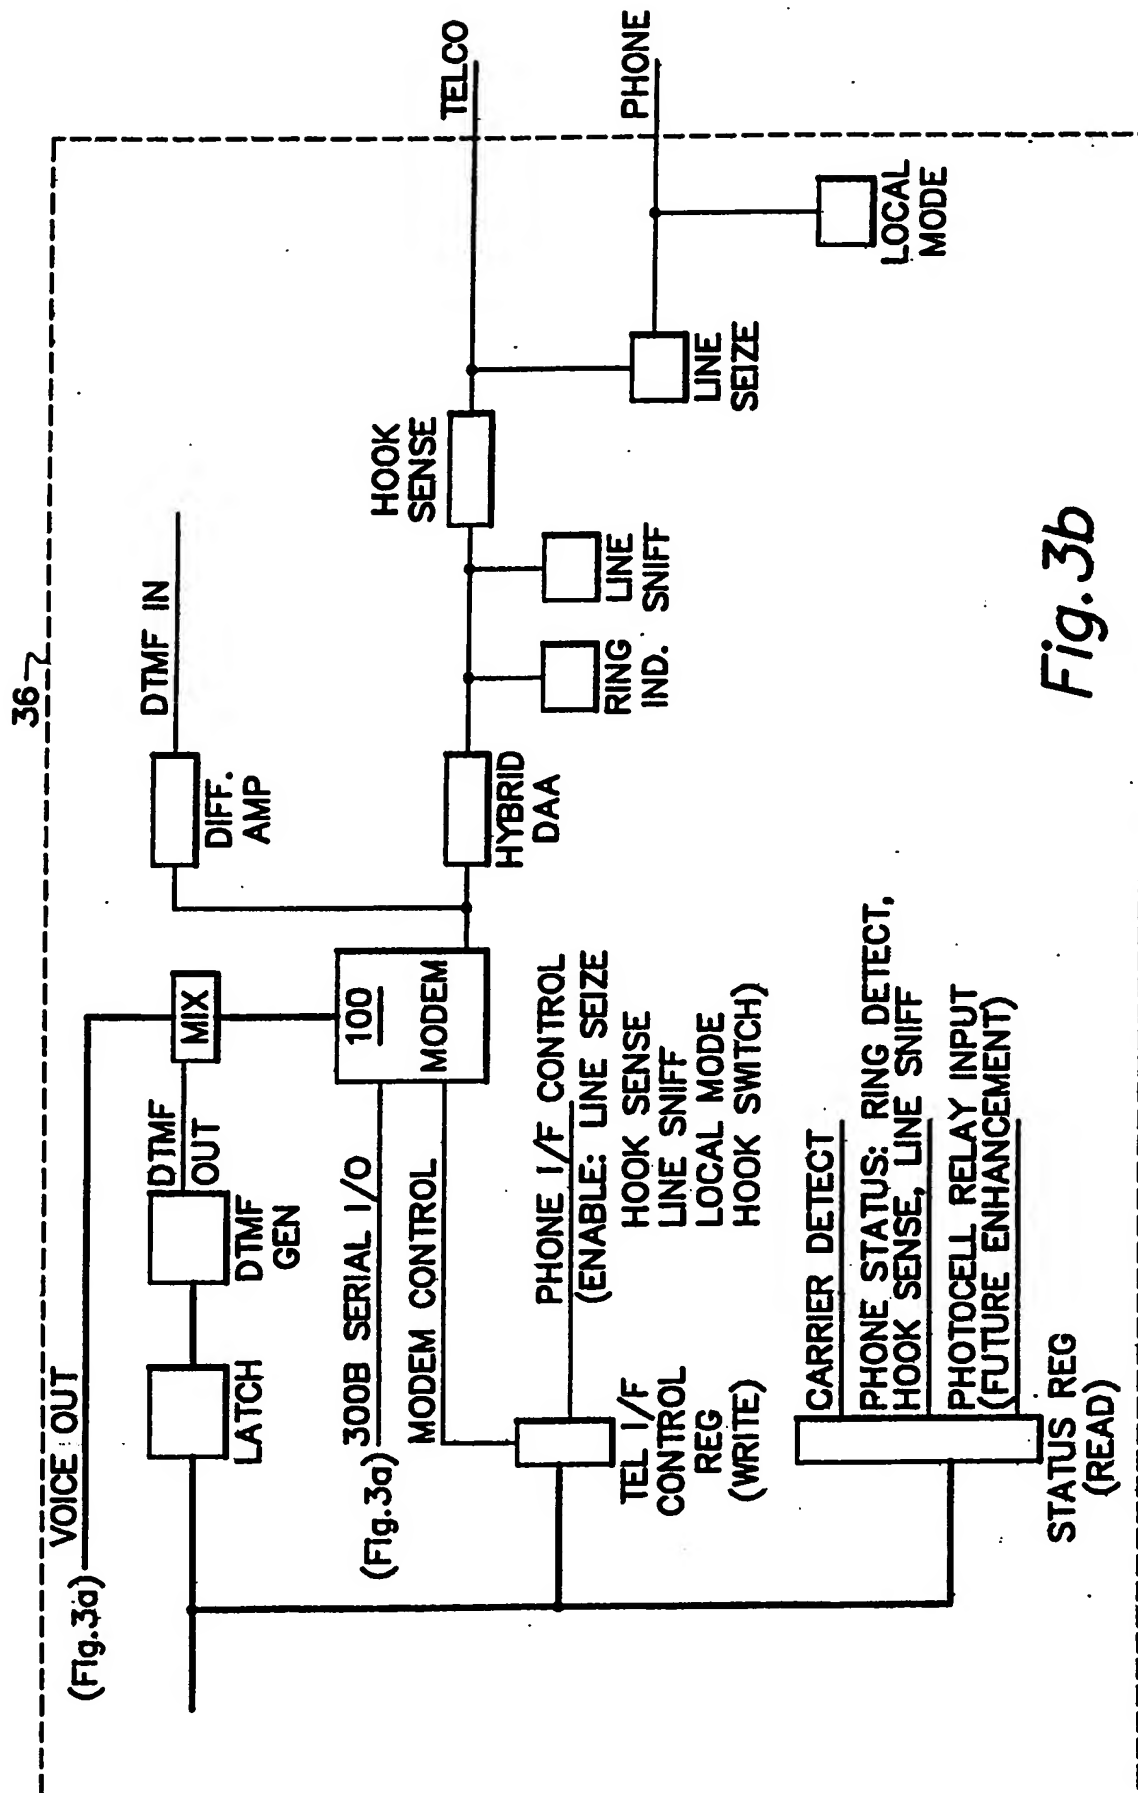 36
(Fig.3a) VOICE OUT
LATCH
DTMF
GEN
DTMF
OUT
MIX
DIFF.
AMP
DTMF IN
(Fig.3a) 300B SERIAL I/O
MODEM CONTROL
100
MODEM
HYBRID
DAA
RING
IND.
LINE
SNIFF
HOOK
SENSE
TELCO
LINE
SEIZE
PHONE
LOCAL
MODE
TEL I/F
CONTROL
REG
(WRITE)
PHONE I/F CONTROL
(ENABLE: LINE SEIZE
HOOK SENSE
LINE SNIFF
LOCAL MODE
HOOK SWITCH)
CARRIER DETECT
PHONE STATUS: RING DETECT,
HOOK SENSE, LINE SNIFF
PHOTOCELL RELAY INPUT
(FUTURE ENHANCEMENT)
STATUS REG
(READ)
Fig.3b